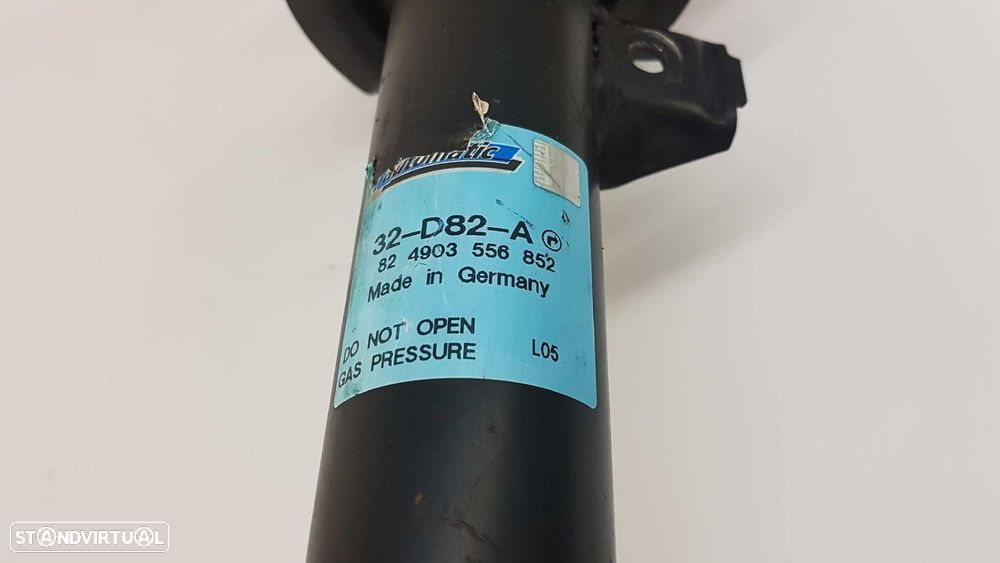 32-D82-A
82 4903 556 852
Made in Germany
DO NOT OPEN
GAS PRESSURE L05
STANDVIRTUAL